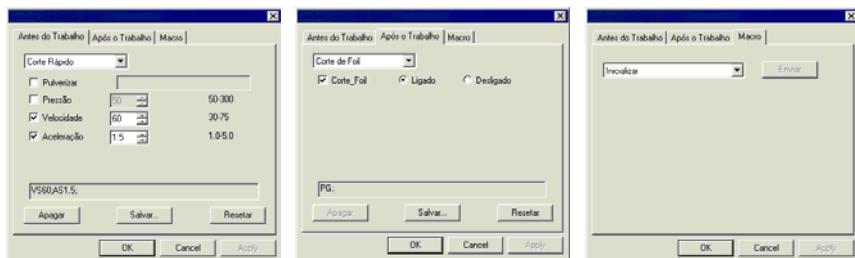 Antes do Trabalho Após o Trabalho Macro
Corte Rápido
Pulverizar
Pressão 50 50-300
Velocidade 60 30-75
Aceleração 1.5 1.0-5.0
VS60;AS1.5;
Apagar Salvar... Resetar
OK Cancel Apply
Antes do Trabalho Após o Trabalho Macro
Corte de Foil
Corte_Foil Ligado Desligado
PG;
Apagar Salvar... Resetar
OK Cancel Apply
Antes do Trabalho Após o Trabalho Macro
Inicializar Enviar
OK Cancel Apply